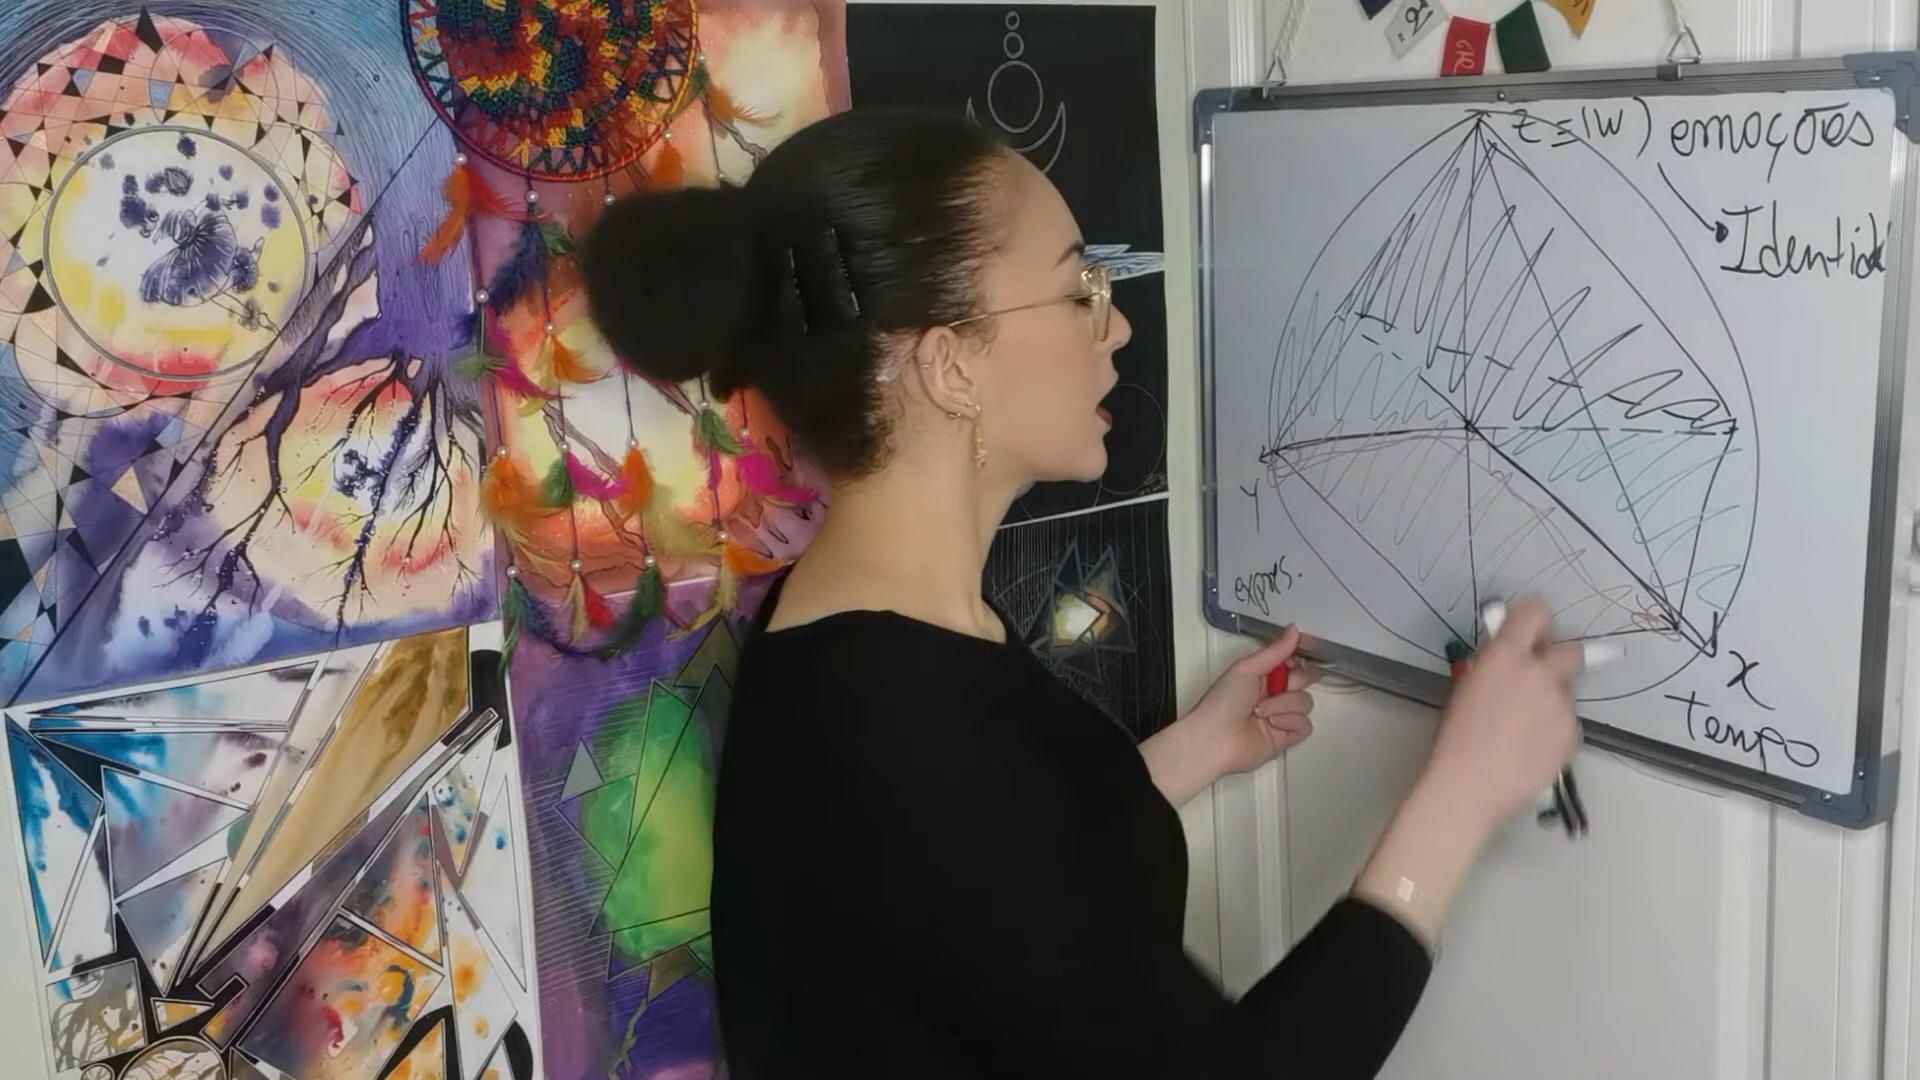 Z = (W) emoções
Identid
Y
expres.
X
Tempo